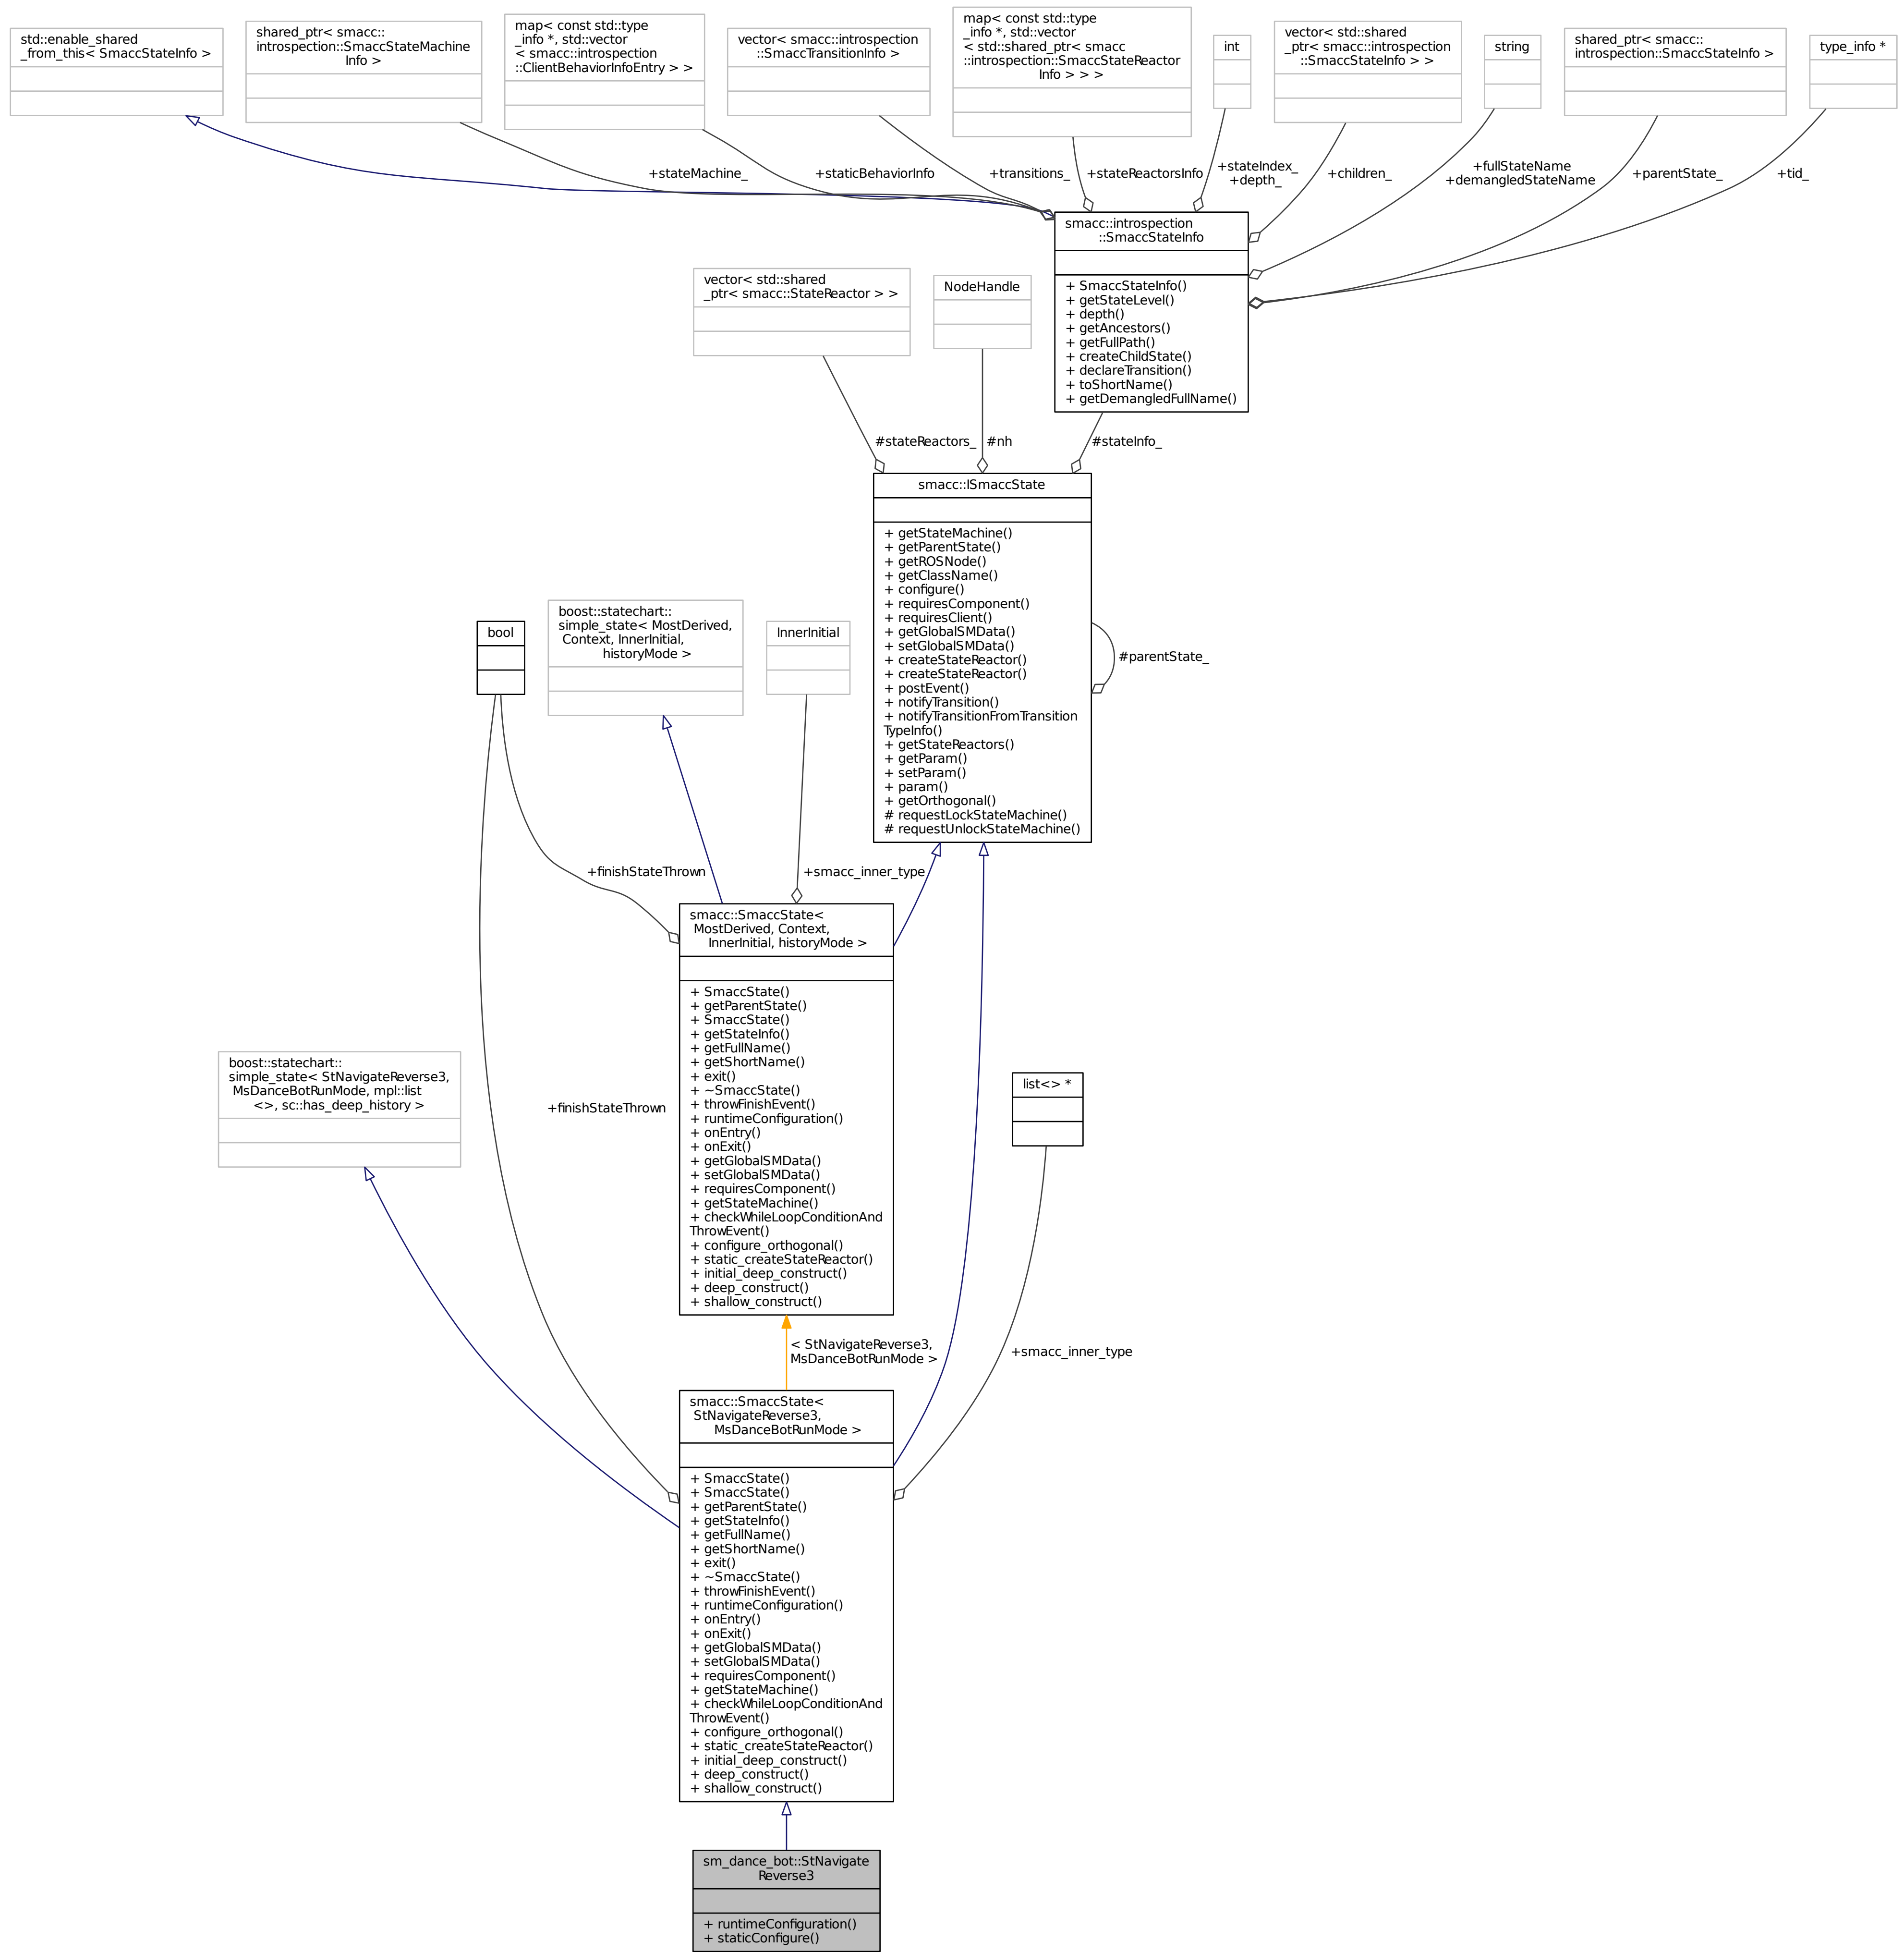 std::enable_shared
_from_this< SmaccStateInfo >
shared_ptr< smacc::
introspection::SmaccStateMachine
Info >
map< const std::type
_info *, std::vector
< smacc::introspection
::ClientBehaviorInfoEntry > >
vector< smacc::introspection
::SmaccTransitionInfo >
map< const std::type
_info *, std::vector
< std::shared_ptr< smacc
::introspection::SmaccStateReactor
Info > > >
int
vector< std::shared
_ptr< smacc::introspection
::SmaccStateInfo > >
string
shared_ptr< smacc::
introspection::SmaccStateInfo >
type_info *
+stateMachine_
+staticBehaviorInfo
+transitions_
+stateReactorsInfo
+stateIndex_
+depth_
+children_
+fullStateName
+demangledStateName
+parentState_
+tid_
smacc::introspection
::SmaccStateInfo
+ SmaccStateInfo()
+ getStateLevel()
+ depth()
+ getAncestors()
+ getFullPath()
+ createChildState()
+ declareTransition()
+ toShortName()
+ getDemangledFullName()
vector< std::shared
_ptr< smacc::StateReactor > >
NodeHandle
#stateReactors_
#nh
#stateInfo_
smacc::ISmaccState
+ getStateMachine()
+ getParentState()
+ getROSNode()
+ getClassName()
+ configure()
+ requiresComponent()
+ requiresClient()
+ getGlobalSMData()
+ setGlobalSMData()
+ createStateReactor()
+ createStateReactor()
+ postEvent()
+ notifyTransition()
+ notifyTransitionFromTransition
TypeInfo()
+ getStateReactors()
+ getParam()
+ setParam()
+ param()
+ getOrthogonal()
# requestLockStateMachine()
# requestUnlockStateMachine()
#parentState_
bool
boost::statechart::
simple_state< MostDerived,
Context, InnerInitial,
historyMode >
InnerInitial
+finishStateThrown
+smacc_inner_type
smacc::SmaccState<
MostDerived, Context,
InnerInitial, historyMode >
+ SmaccState()
+ getParentState()
+ SmaccState()
+ getStateInfo()
+ getFullName()
+ getShortName()
+ exit()
+ ~SmaccState()
+ throwFinishEvent()
+ runtimeConfiguration()
+ onEntry()
+ onExit()
+ getGlobalSMData()
+ setGlobalSMData()
+ requiresComponent()
+ getStateMachine()
+ checkWhileLoopConditionAnd
ThrowEvent()
+ configure_orthogonal()
+ static_createStateReactor()
+ initial_deep_construct()
+ deep_construct()
+ shallow_construct()
boost::statechart::
simple_state< StNavigateReverse3,
MsDanceBotRunMode, mpl::list
<>, sc::has_deep_history >
+finishStateThrown
list<> *
< StNavigateReverse3,
MsDanceBotRunMode >
+smacc_inner_type
smacc::SmaccState<
StNavigateReverse3,
MsDanceBotRunMode >
+ SmaccState()
+ SmaccState()
+ getParentState()
+ getStateInfo()
+ getFullName()
+ getShortName()
+ exit()
+ ~SmaccState()
+ throwFinishEvent()
+ runtimeConfiguration()
+ onEntry()
+ onExit()
+ getGlobalSMData()
+ setGlobalSMData()
+ requiresComponent()
+ getStateMachine()
+ checkWhileLoopConditionAnd
ThrowEvent()
+ configure_orthogonal()
+ static_createStateReactor()
+ initial_deep_construct()
+ deep_construct()
+ shallow_construct()
sm_dance_bot::StNavigate
Reverse3
+ runtimeConfiguration()
+ staticConfigure()